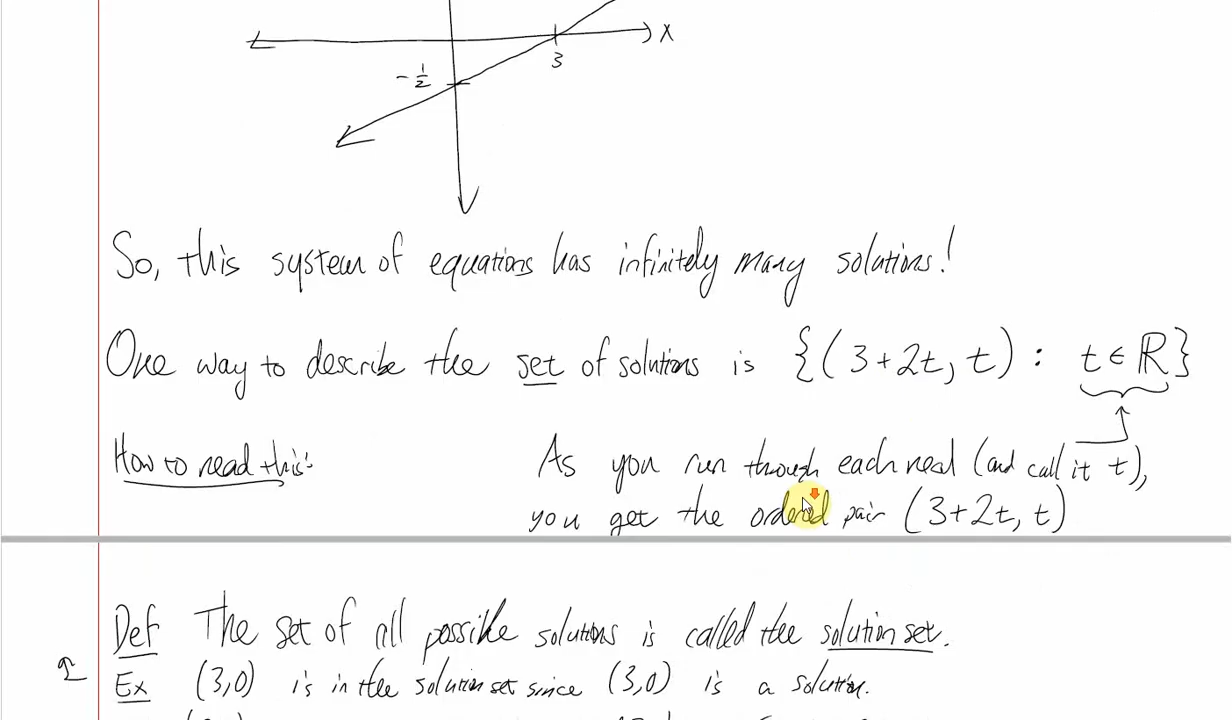 X
3
-1/2
So, this system of equations has infinitely many solutions!
One way to describe the set of solutions is {(3+2t, t) : t ∈ ℝ}
How to read this: As you run through each real (and call it t),
you get the ordered pair (3+2t, t)
Def The set of all possible solutions is called the solution set.
Ex (3,0) is in the solution set since (3,0) is a solution.